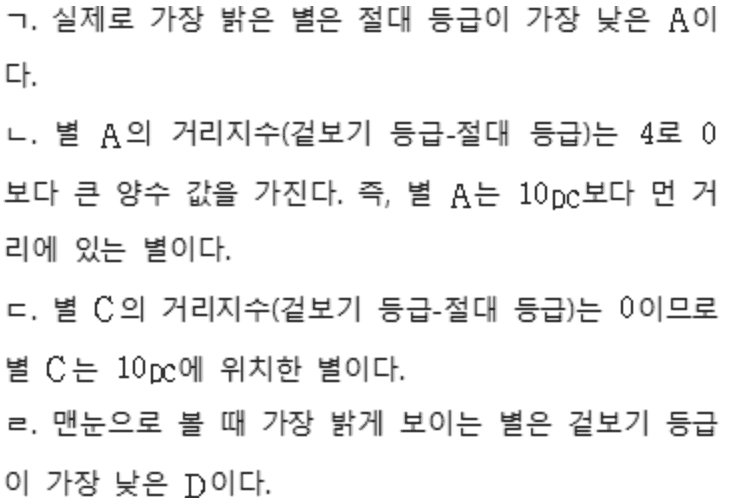 ㄱ. 실제로 가장 밝은 별은 절대 등급이 가장 낮은 A이
다.
ㄴ. 별 A의 거리지수(겉보기 등급-절대 등급)는 4로 0
보다 큰 양수 값을 가진다. 즉, 별 A는 10pc보다 먼 거
리에 있는 별이다.
ㄷ. 별 C의 거리지수(겉보기 등급-절대 등급)는 0이므로
별 C는 10pc에 위치한 별이다.
ㄹ. 맨눈으로 볼 때 가장 밝게 보이는 별은 겉보기 등급
이 가장 낮은 D이다.